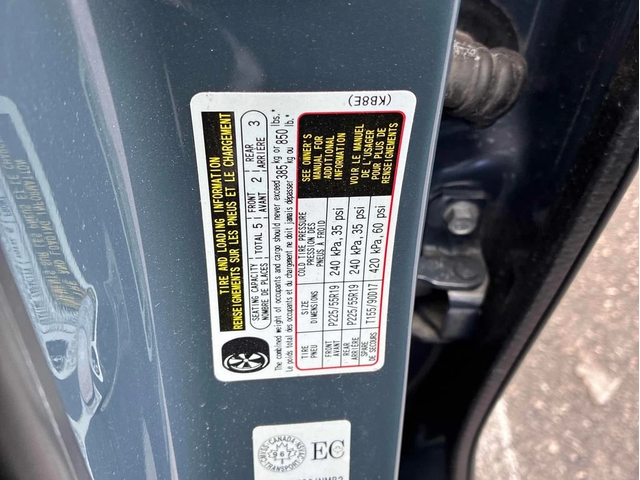 TIRE AND LOADING INFORMATION
RENSEIGNEMENTS SUR LES PNEUS ET LE CHARGEMENT
SEATING CAPACITY
NOMBRE DE PLACES
TOTAL 5
FRONT
AVANT
2
REAR
ARRIÈRE
3
The combined weight of occupants and cargo should never exceed 385 kg or 850 lbs.
Le poids total des occupants et du chargement ne doit jamais dépasser 385 kg ou 850 lb.
TIRE
PNEU
SIZE
DIMENSIONS
COLD TIRE PRESSURE
PRESSION DES
PNEUS À FROID
FRONT
AVANT
P225/55R19
240 kPa, 35 psi
REAR
ARRIÈRE
P225/55R19
240 kPa, 35 psi
SPARE
DE SECOURS
T155/90D17
420 kPa, 60 psi
SEE OWNER'S
MANUAL FOR
ADDITIONAL
INFORMATION
VOIR LE MANUEL
DE L'USAGER
POUR PLUS DE
RENSEIGNEMENTS
(KB8E)
CANADA
TRANSPORT
EC